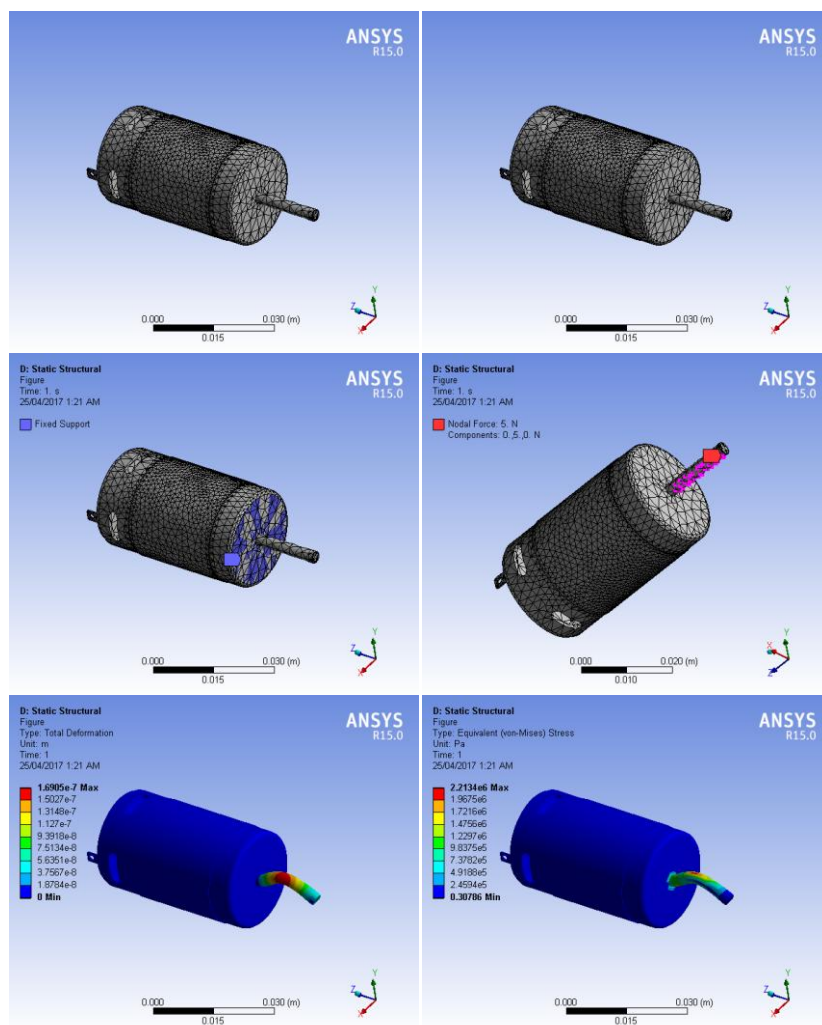 ANSYS
R15.0
Y
Z
X
0.000
0.030 (m)
0.015
ANSYS
R15.0
Y
Z
X
0.000
0.030 (m)
0.015
D: Static Structural
Figure
Time: 1. s
25/04/2017 1:21 AM
Fixed Support
ANSYS
R15.0
Y
Z
X
0.000
0.030 (m)
0.015
D: Static Structural
Figure
Time: 1. s
25/04/2017 1:21 AM
Nodal Force: 5. N
Components: 0.,5.,0. N
ANSYS
R15.0
X
Y
Z
0.000
0.020 (m)
0.010
D: Static Structural
Figure
Type: Total Deformation
Unit: m
Time: 1
25/04/2017 1:21 AM
1.6905e-7 Max
1.5027e-7
1.3148e-7
1.127e-7
9.3918e-8
7.5134e-8
5.6351e-8
3.7567e-8
1.8784e-8
0 Min
ANSYS
R15.0
Y
Z
X
0.000
0.030 (m)
0.015
D: Static Structural
Figure
Type: Equivalent (von-Mises) Stress
Unit: Pa
Time: 1
25/04/2017 1:21 AM
2.2134e6 Max
1.9675e6
1.7216e6
1.4756e6
1.2297e6
9.8375e5
7.3782e5
4.9188e5
2.4594e5
0.30786 Min
ANSYS
R15.0
Y
Z
X
0.000
0.030 (m)
0.015